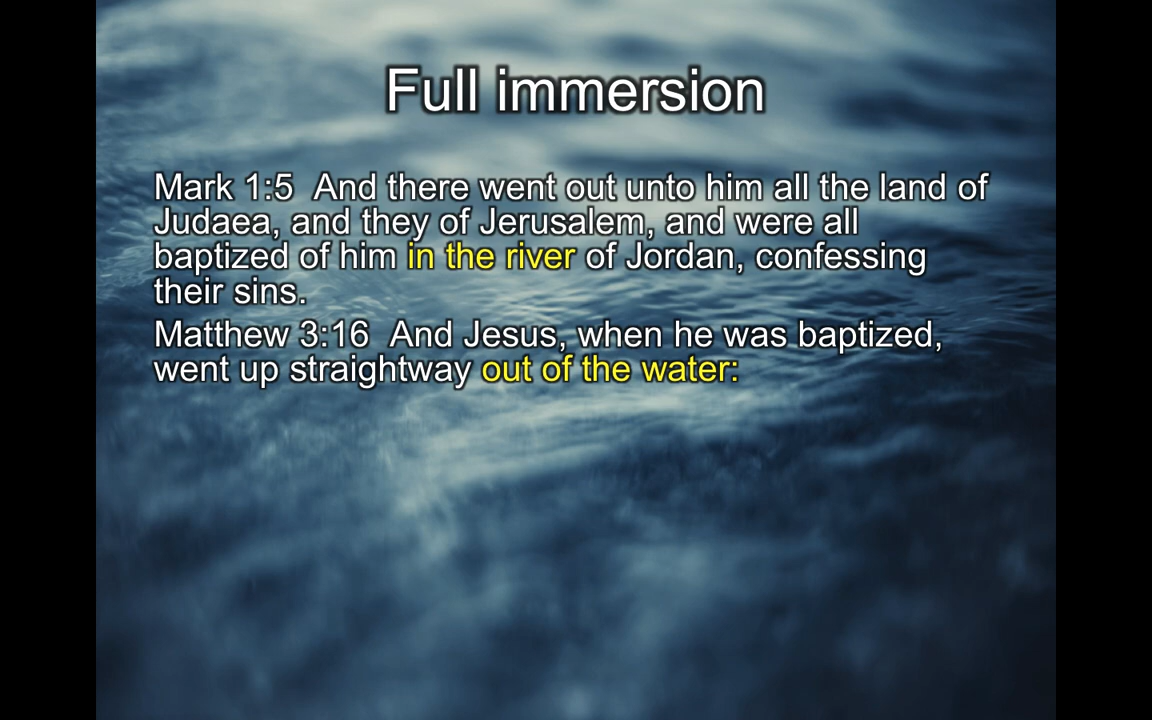 Full immersion
Mark 1:5  And there went out unto him all the land of
Judaea, and they of Jerusalem, and were all
baptized of him in the river of Jordan, confessing
their sins.
Matthew 3:16  And Jesus, when he was baptized,
went up straightway out of the water: